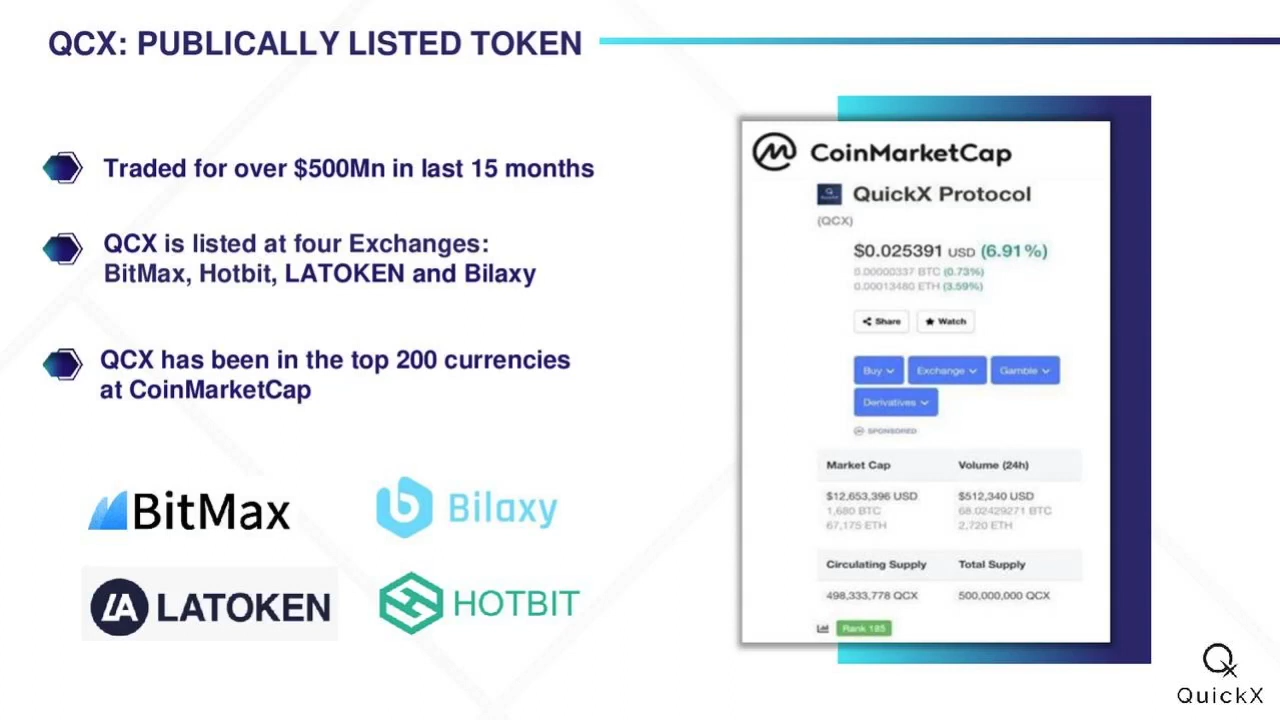 QCX: PUBLICALLY LISTED TOKEN
Traded for over $500Mn in last 15 months
QCX is listed at four Exchanges:
BitMax, Hotbit, LATOKEN and Bilaxy
QCX has been in the top 200 currencies
at CoinMarketCap
BitMax
Bilaxy
LATOKEN
HOTBIT
CoinMarketCap
QuickX Protocol
(QCX)
$0.025391 USD (6.91%)
0.00000337 BTC (0.73%)
0.00013480 ETH (3.59%)
Share Watch
Buy Exchange Gamble
Derivatives
SPONSORED
Market Cap Volume (24h)
$12,653,396 USD $512,340 USD
1,680 BTC 68.02429271 BTC
67,175 ETH 2,720 ETH
Circulating Supply Total Supply
498,333,778 QCX 500,000,000 QCX
Rank 185
QuickX